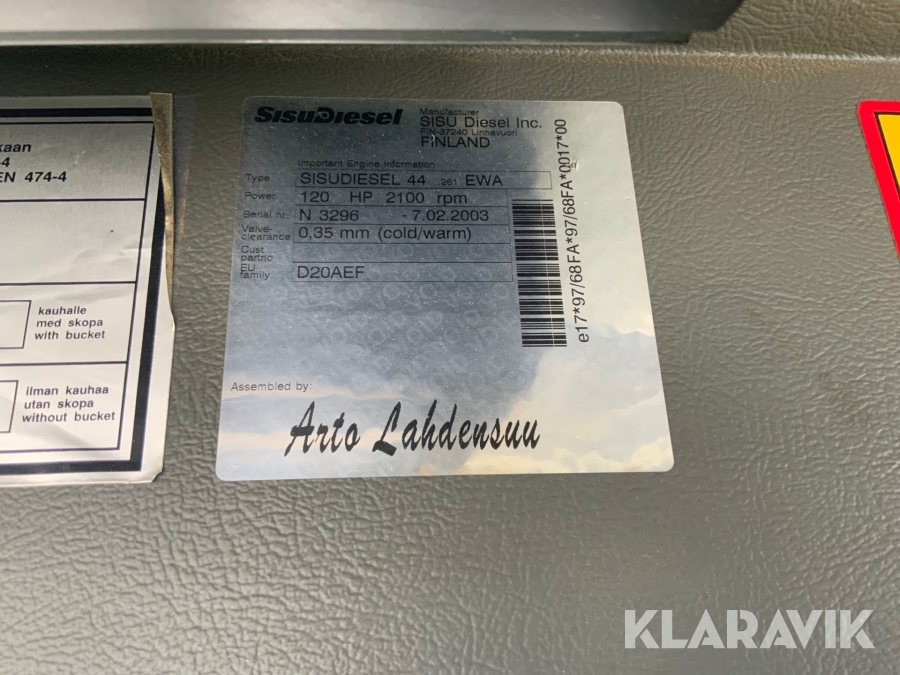 kaan
-4
EN 474-4
kauhalle
med skopa
with bucket
ilman kauhaa
utan skopa
without bucket
SISUDIESEL
Manufacturer
SISU Diesel Inc.
FIN-37240 Linnavuori
FINLAND
Important Engine Information
Type SISUDIESEL 44 .261 EWA
Power 120 HP 2100 rpm
Serial nr. N 3296 - 7.02.2003
Valve-clearance 0,35 mm (cold/warm)
Cust. partno
EU family D20AEF
e17*97/68FA*97/68FA*0017*00
Assembled by:
Arto Lahdensuu
KLARAVIK